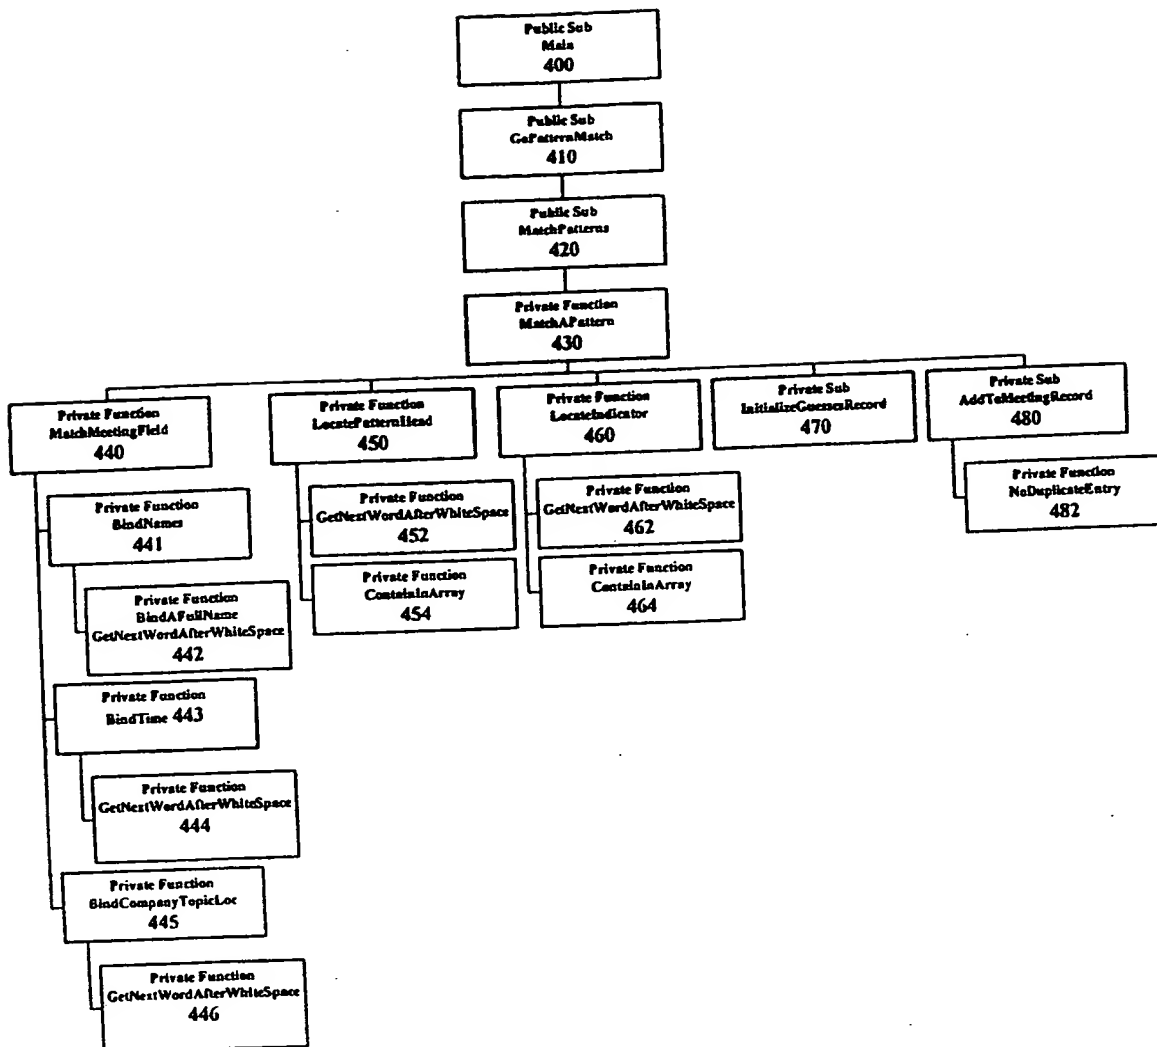 Public Sub
Main
400
Public Sub
GoPatternMatch
410
Public Sub
MatchPatterns
420
Private Function
MatchAPattern
430
Private Function
MatchMeetingField
440
Private Function
LocatePatternHead
450
Private Function
LocateIndicator
460
Private Sub
InitializeGuessesRecord
470
Private Sub
AddToMeetingRecord
480
Private Function
BindNames
441
Private Function
GetNextWordAfterWhiteSpace
452
Private Function
GetNextWordAfterWhiteSpace
462
Private Function
NoDuplicateEntry
482
Private Function
BindAFullName
GetNextWordAfterWhiteSpace
442
Private Function
ContainInArray
454
Private Function
ContainInArray
464
Private Function
BindTime 443
Private Function
GetNextWordAfterWhiteSpace
444
Private Function
BindCompanyTopicLoc
445
Private Function
GetNextWordAfterWhiteSpace
446